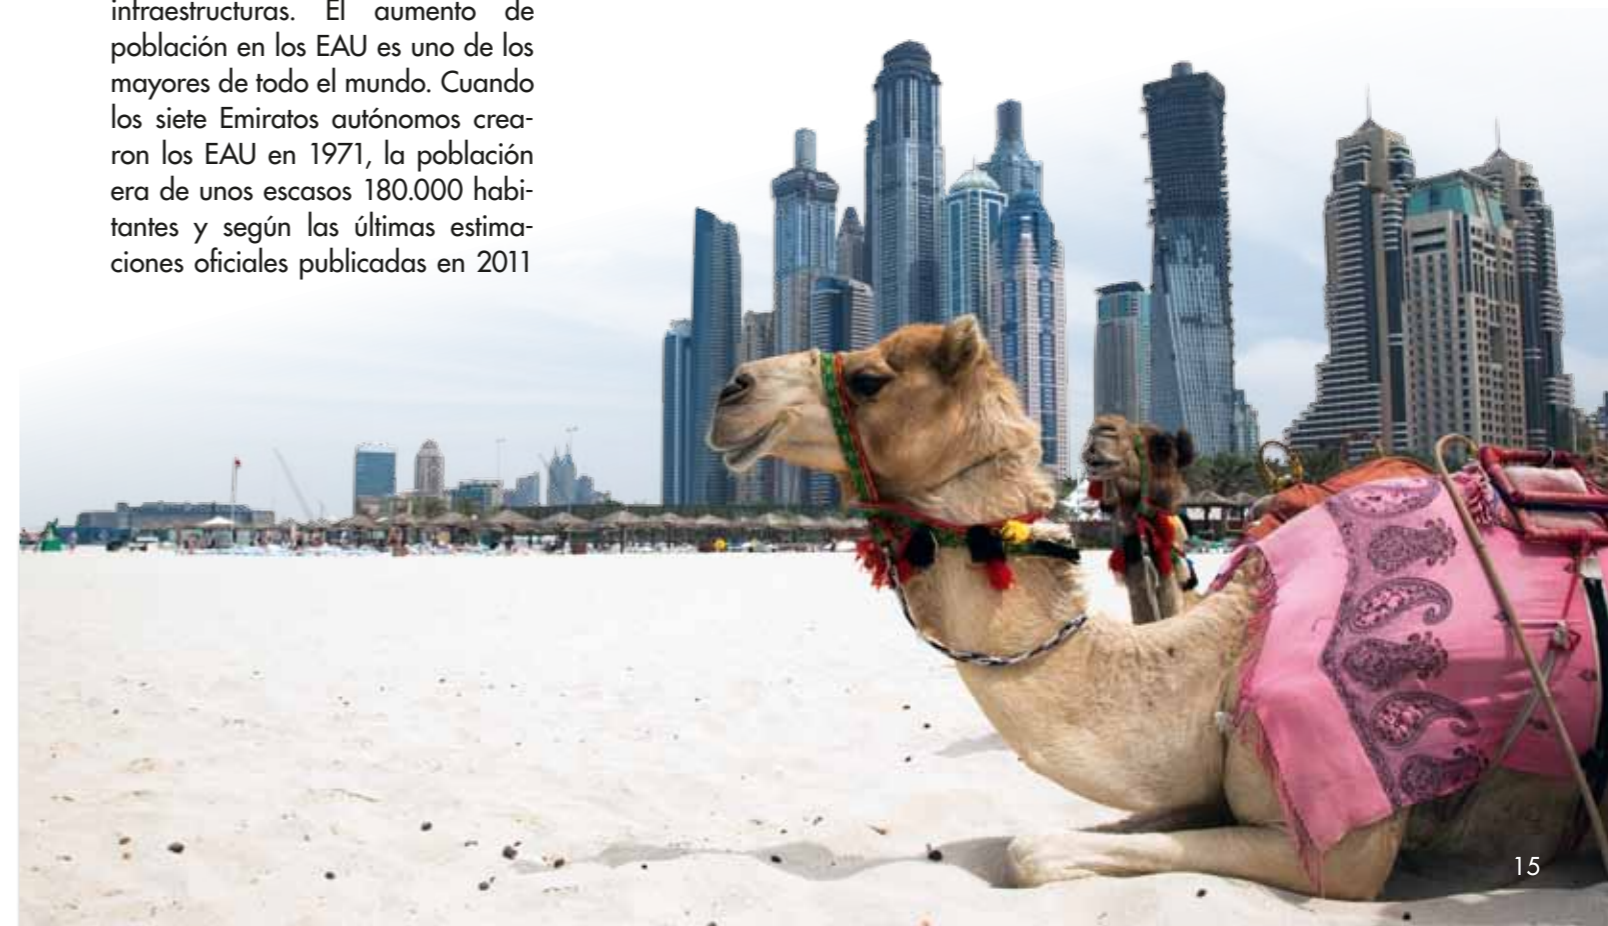 infraestructuras. El aumento de
población en los EAU es uno de los
mayores de todo el mundo. Cuando
los siete Emiratos autónomos crea-
ron los EAU en 1971, la población
era de unos escasos 180.000 habi-
tantes y según las últimas estima-
ciones oficiales publicadas en 2011
15